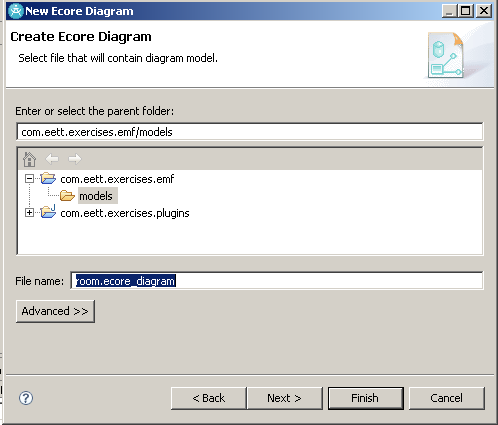 New Ecore Diagram
Create Ecore Diagram
Select file that will contain diagram model.
Enter or select the parent folder:
com.eett.exercises.emf/models
com.eett.exercises.emf
models
com.eett.exercises.plugins
File name: room.ecore_diagram
Advanced >>
? < Back Next > Finish Cancel